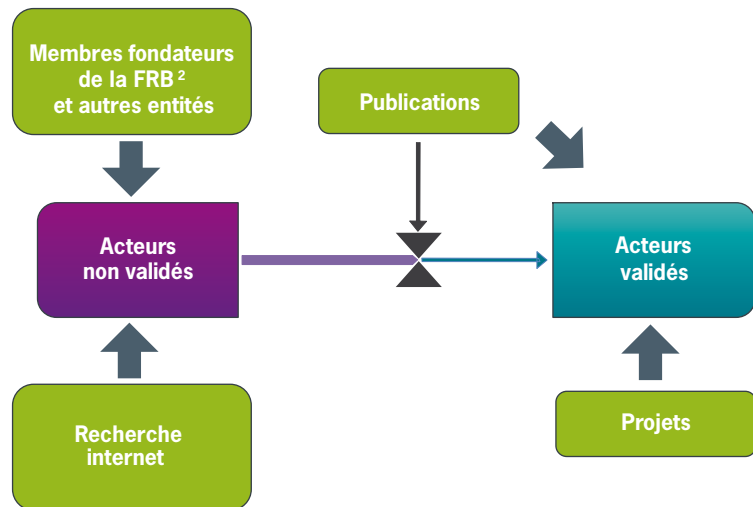 Membres fondateurs
de la FRB ²
et autres entités
Publications
Acteurs
non validés
Acteurs
validés
Recherche
internet
Projets